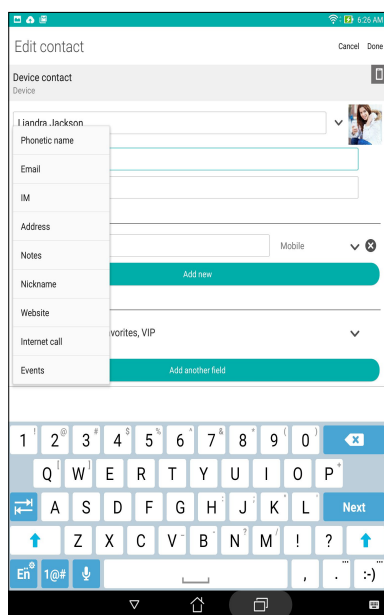 6:26 AM
Edit contact
Cancel Done
Device contact
Device
Liandra Jackson
Phonetic name
Email
IM
Address
Notes
Mobile
Nickname
Add new
Website
Internet call
vorites, VIP
Events
Add another field
1 ! 2 @ 3 # 4 $ 5 % 6 ^ 7 & 8 * 9 ( 0 )
Q [ W ] E R T Y U I O P *
A S D F G H : J ; K ' L Next
Z X C V - B · N ? M / ! ?
En 1@# , . ... :-)